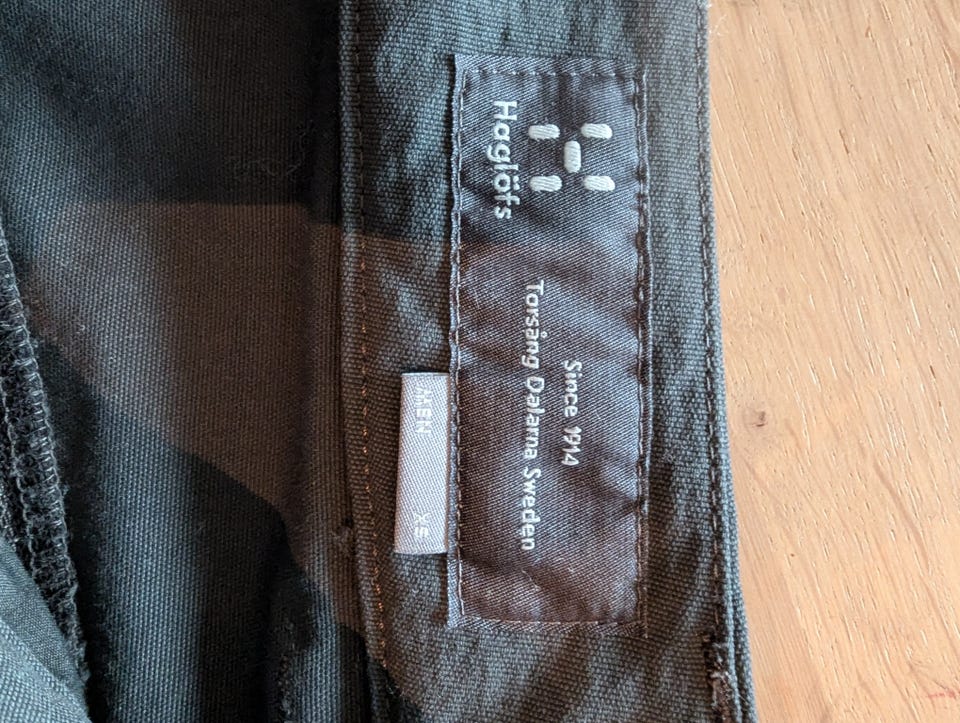 Haglöfs
Since 1914
Torsång Dalarna Sweden
MEN
XS